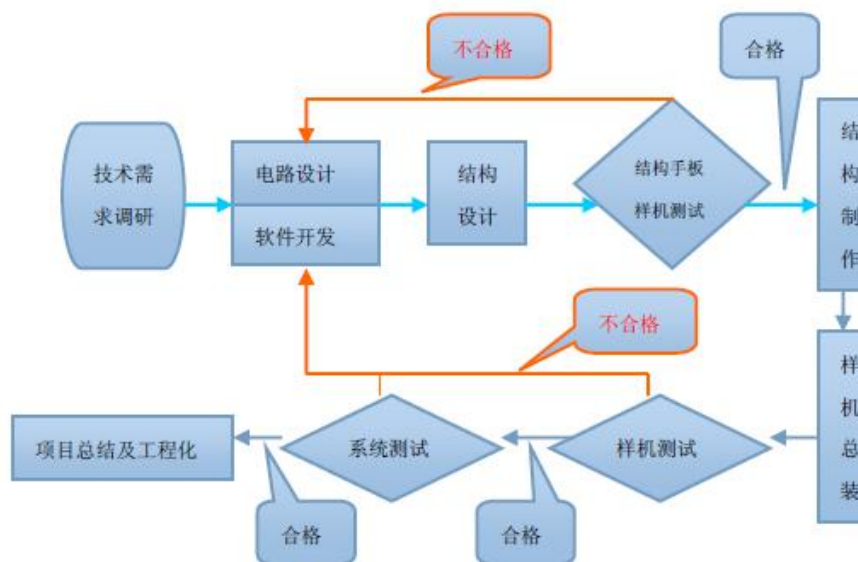 不合格
合格
技术需
求调研
电路设计
软件开发
结构
设计
结构手板
样机测试
结
构
制
作
不合格
样
机
总
装
项目总结及工程化
系统测试
样机测试
合格
合格